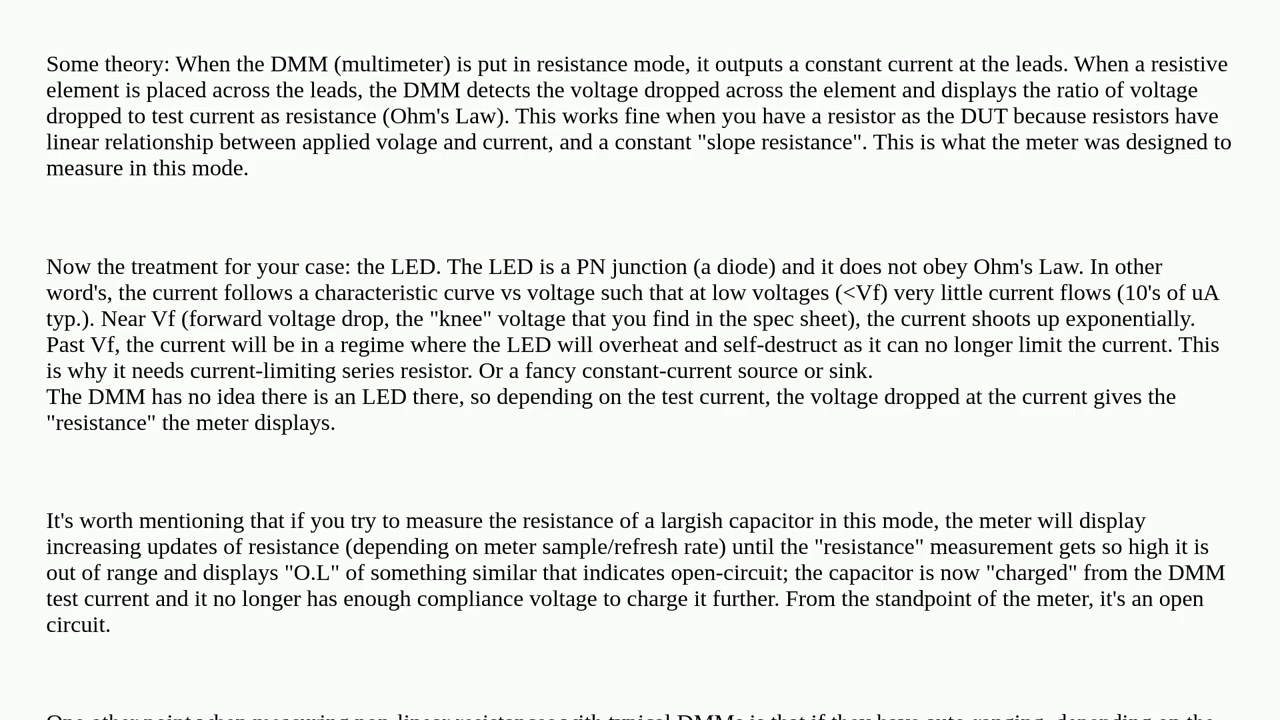 Some theory: When the DMM (multimeter) is put in resistance mode, it outputs a constant current at the leads. When a resistive
element is placed across the leads, the DMM detects the voltage dropped across the element and displays the ratio of voltage
dropped to test current as resistance (Ohm's Law). This works fine when you have a resistor as the DUT because resistors have
linear relationship between applied volage and current, and a constant "slope resistance". This is what the meter was designed to
measure in this mode.
Now the treatment for your case: the LED. The LED is a PN junction (a diode) and it does not obey Ohm's Law. In other
word's, the current follows a characteristic curve vs voltage such that at low voltages (<Vf) very little current flows (10's of uA
typ.). Near Vf (forward voltage drop, the "knee" voltage that you find in the spec sheet), the current shoots up exponentially.
Past Vf, the current will be in a regime where the LED will overheat and self-destruct as it can no longer limit the current. This
is why it needs current-limiting series resistor. Or a fancy constant-current source or sink.
The DMM has no idea there is an LED there, so depending on the test current, the voltage dropped at the current gives the
"resistance" the meter displays.
It's worth mentioning that if you try to measure the resistance of a largish capacitor in this mode, the meter will display
increasing updates of resistance (depending on meter sample/refresh rate) until the "resistance" measurement gets so high it is
out of range and displays "O.L" of something similar that indicates open-circuit; the capacitor is now "charged" from the DMM
test current and it no longer has enough compliance voltage to charge it further. From the standpoint of the meter, it's an open
circuit.